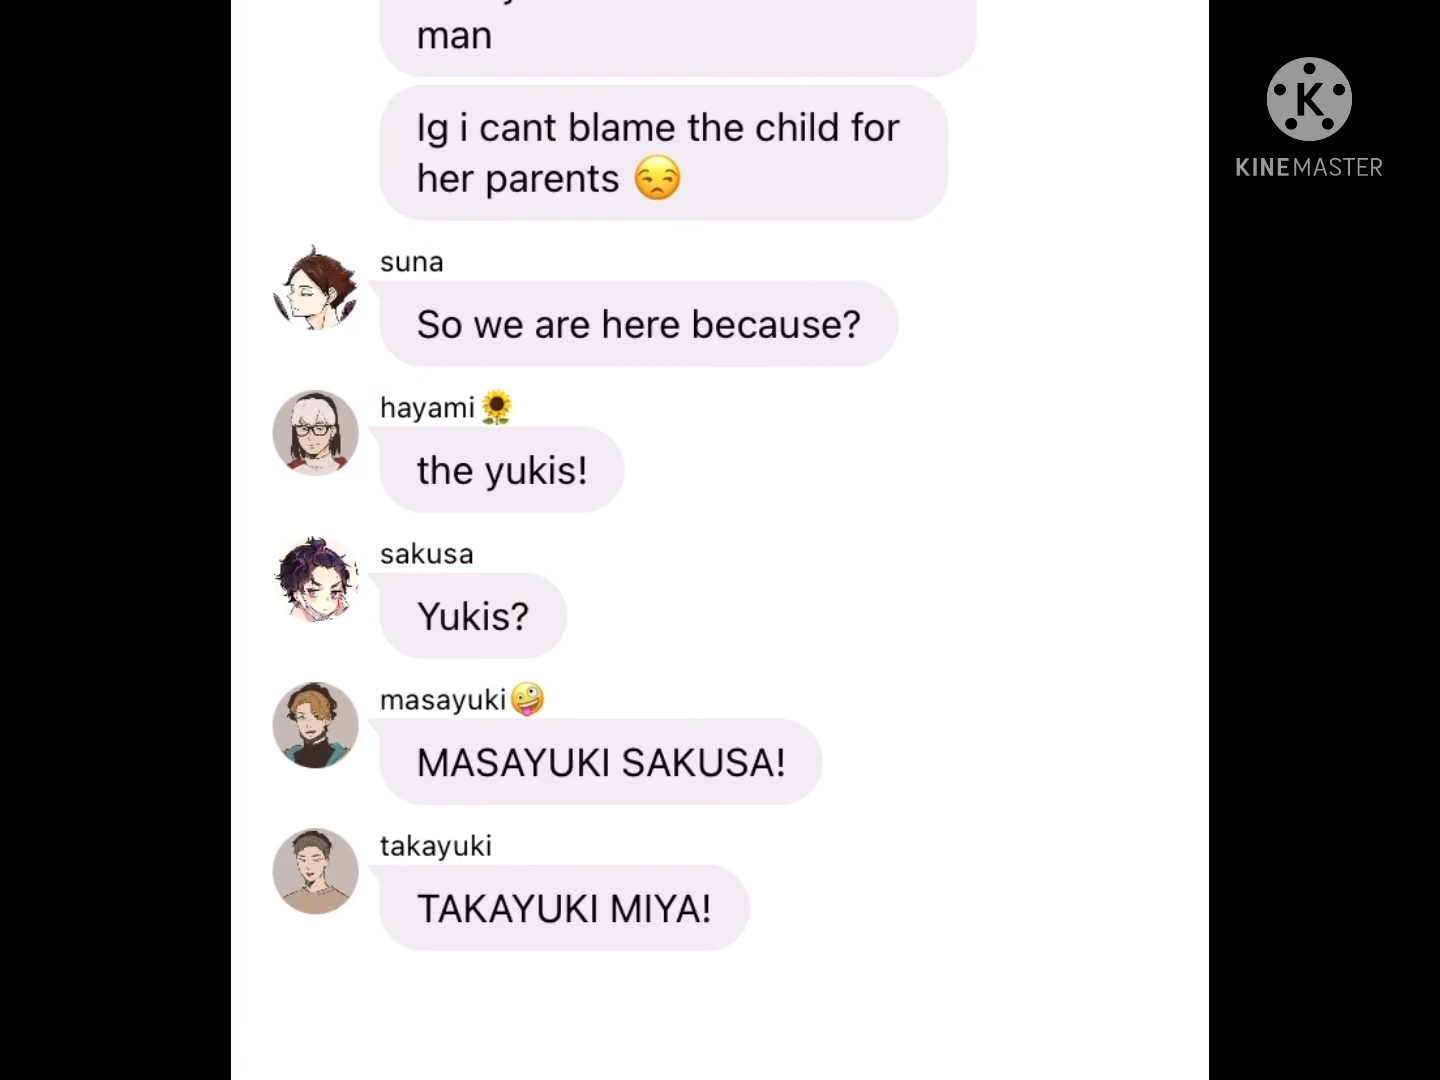 man
Ig i cant blame the child for
her parents 😒
suna
So we are here because?
hayami🌻
the yukis!
sakusa
Yukis?
masayuki🤪
MASAYUKI SAKUSA!
takayuki
TAKAYUKI MIYA!
K
KINEMASTER